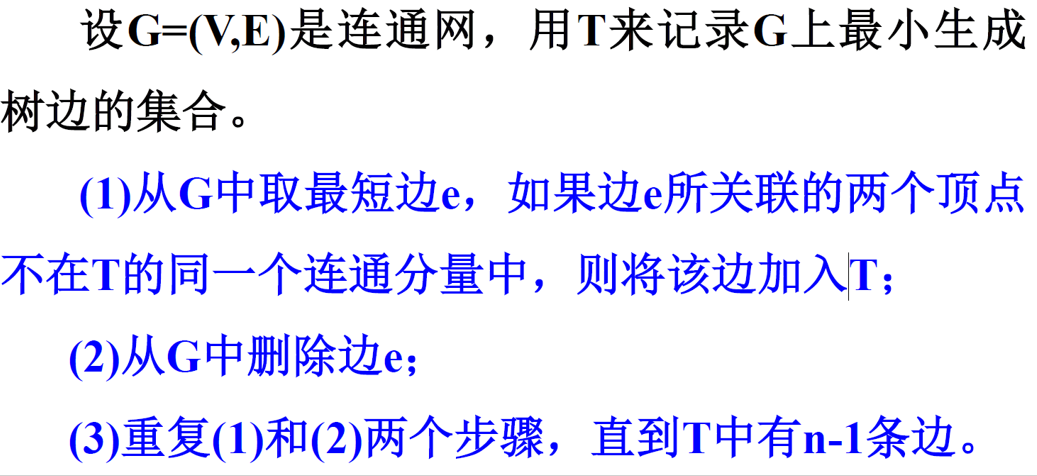 设G=(V,E)是连通网，用T来记录G上最小生成
树边的集合。
(1)从G中取最短边e，如果边e所关联的两个顶点
不在T的同一个连通分量中，则将该边加入T；
(2)从G中删除边e；
(3)重复(1)和(2)两个步骤，直到T中有n-1条边。